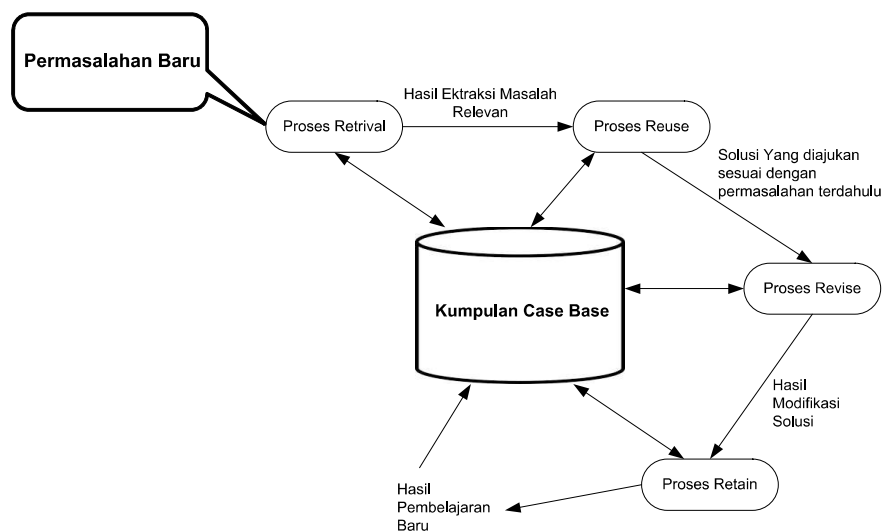 Permasalahan Baru
Hasil Ektraksi Masalah
Relevan
Proses Retrival
Proses Reuse
Solusi Yang diajukan
sesuai dengan
permasalahan terdahulu
Proses Revise
Kumpulan Case Base
Hasil
Modifikasi
Solusi
Proses Retain
Hasil
Pembelajaran
Baru